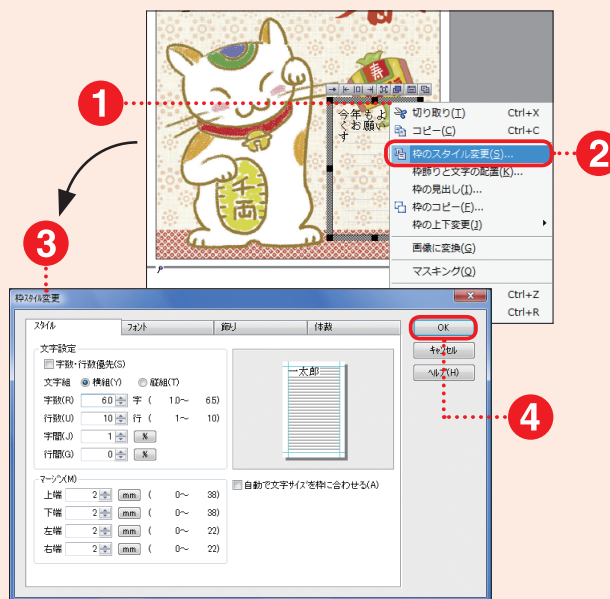 寿
千
両
今年もよ
くお願い
す
1
切り取り(T) Ctrl+X
コピー(C) Ctrl+C
枠のスタイル変更(S)...
2
枠飾りと文字の配置(K)...
枠の見出し(I)...
枠のコピー(F)...
枠の上下変更(J)
画像に変換(G)
マスキング(Q)
Ctrl+Z
Ctrl+R
3
枠スタイル変更
スタイル フォント 飾り 体裁
OK
キャンセル
ヘルプ(H)
4
文字設定
字数・行数優先(S)
文字組 横組(Y) 縦組(T)
字数(R) 6.0 字 ( 1.0～ 6.5)
行数(U) 10 行 ( 1～ 10)
字間(J) 1 %
行間(G) 0 %
一太郎
マージン(M)
上端 2 mm ( 0～ 38)
下端 2 mm ( 0～ 38)
左端 2 mm ( 0～ 22)
右端 2 mm ( 0～ 22)
自動で文字サイズを枠に合わせる(A)